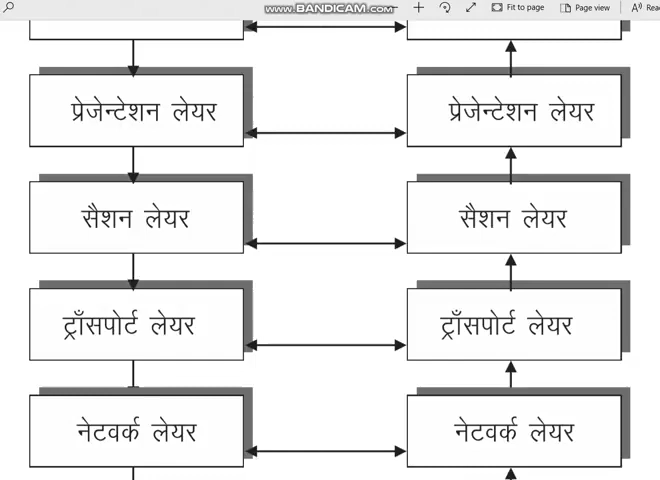 www.BANDICAM.com
Fit to page Page view Rea
प्रेजेन्टेशन लेयर प्रेजेन्टेशन लेयर
सैशन लेयर सैशन लेयर
ट्राँसपोर्ट लेयर ट्राँसपोर्ट लेयर
नेटवर्क लेयर नेटवर्क लेयर